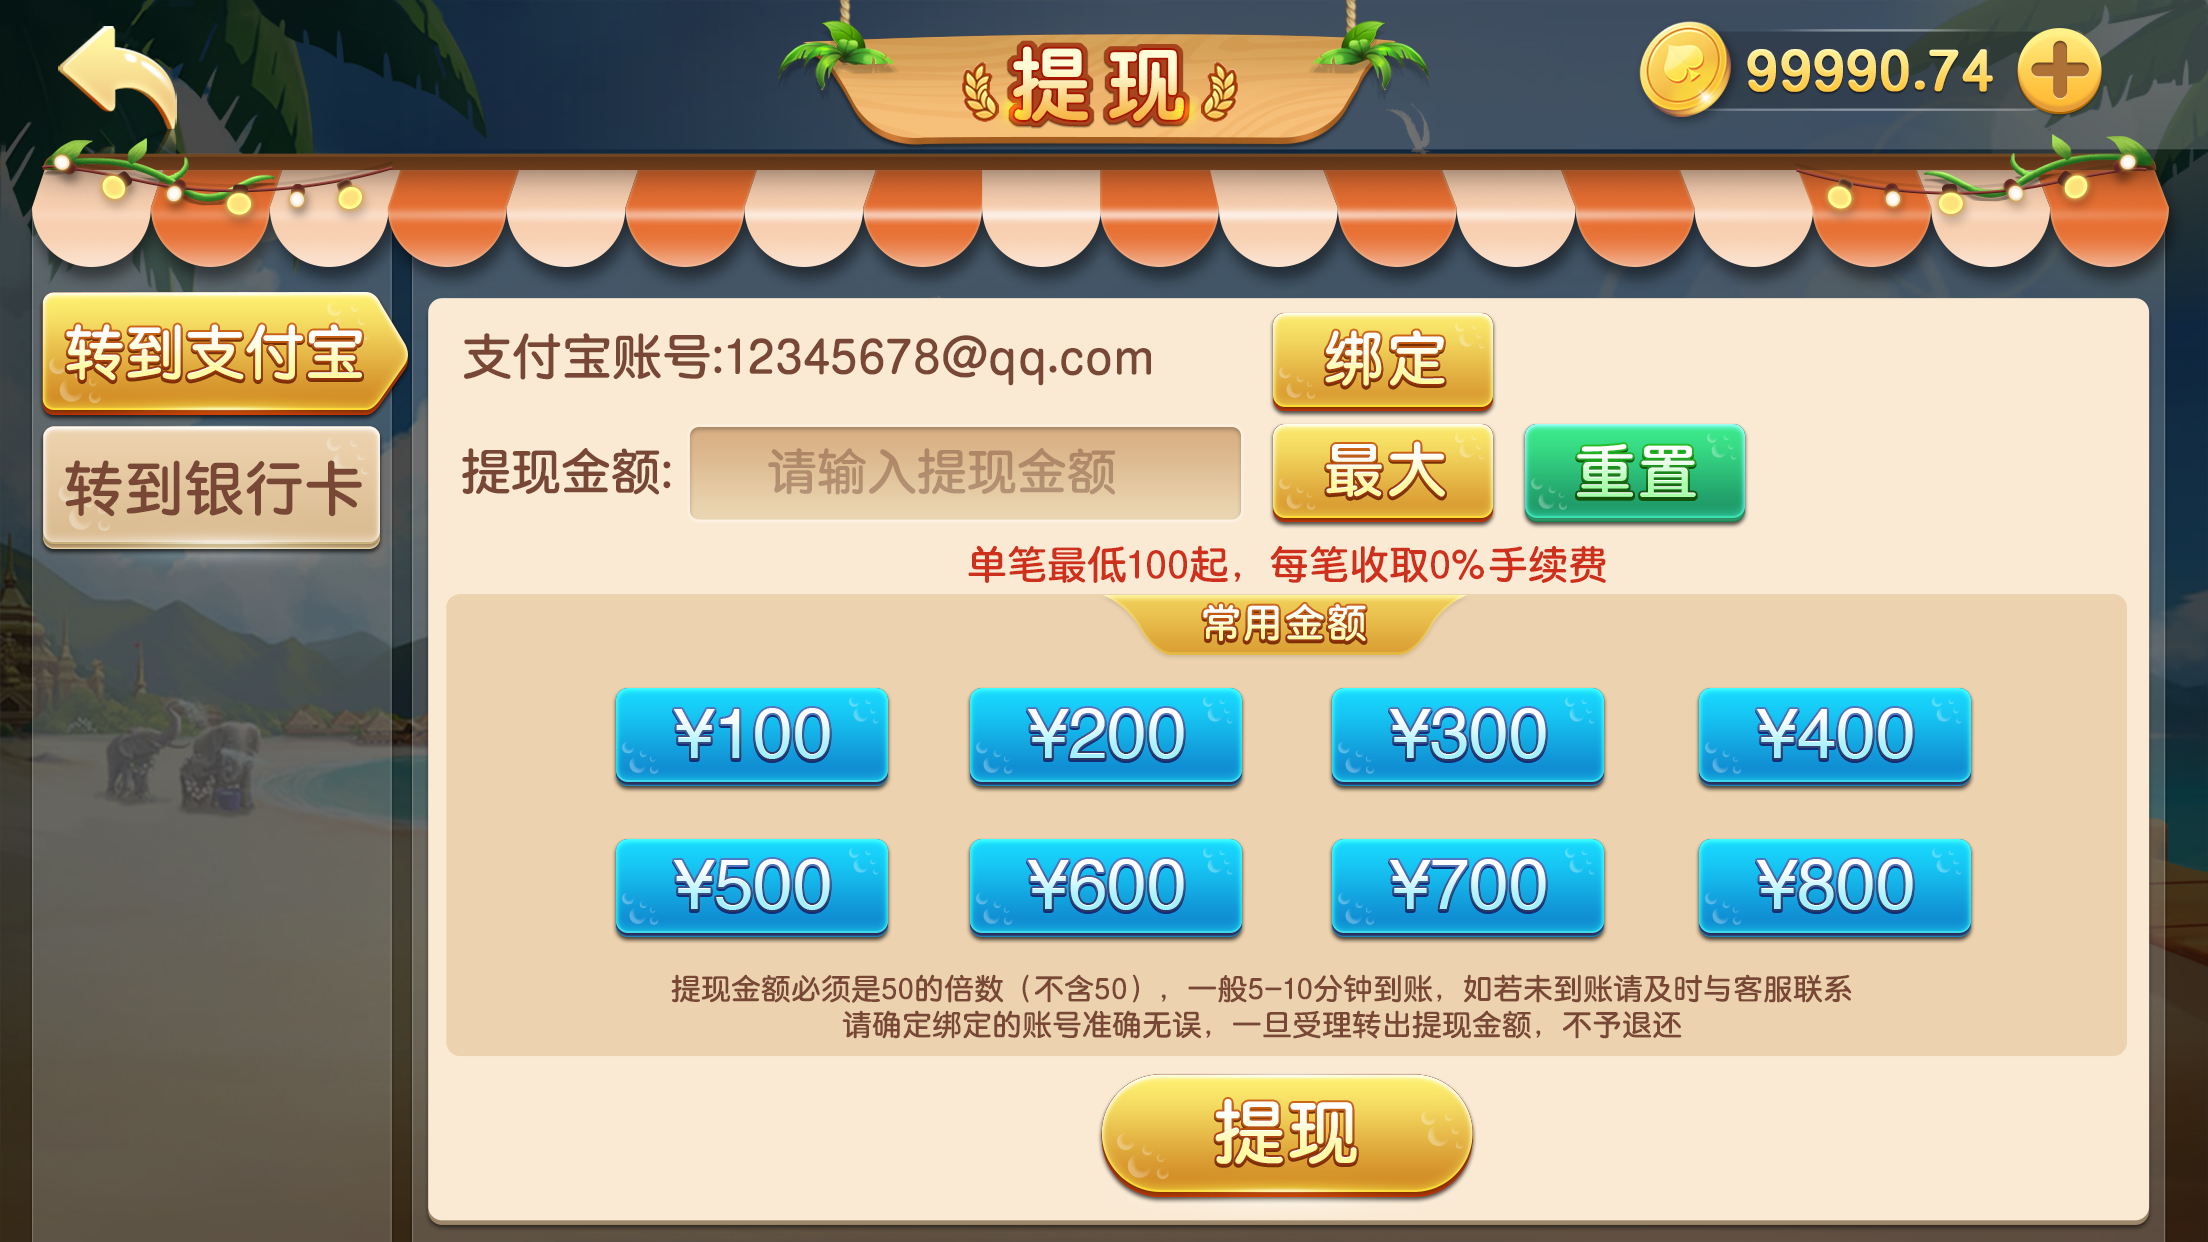 提现
99990.74
转到支付宝
转到银行卡
支付宝账号:12345678@qq.com
绑定
提现金额:
请输入提现金额
最大
重置
单笔最低100起，每笔收取0%手续费
常用金额
¥100
¥200
¥300
¥400
¥500
¥600
¥700
¥800
提现金额必须是50的倍数（不含50），一般5-10分钟到账，如若未到账请及时与客服联系
请确定绑定的账号准确无误，一旦受理转出提现金额，不予退还
提现